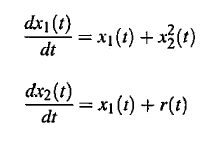 dx₁(t)/dt = x₁(t) + x₂²(t)
dx₂(t)/dt = x₁(t) + r(t)